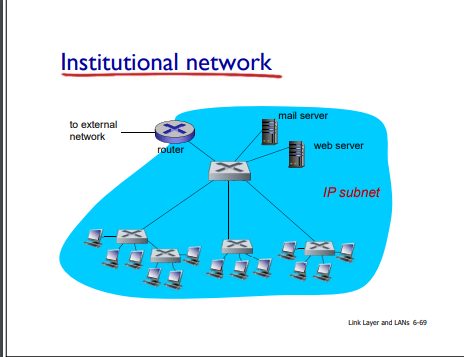 Institutional network
to external
network
router
mail server
web server
IP subnet
Link Layer and LANs 6-69